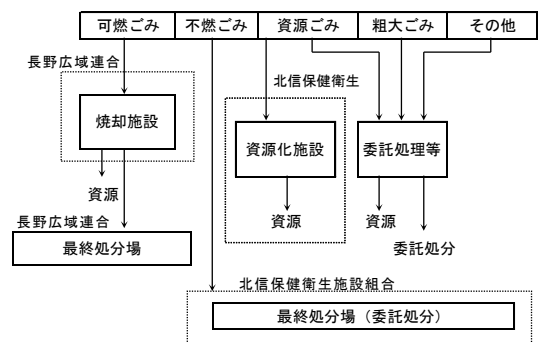 可燃ごみ 不燃ごみ 資源ごみ 粗大ごみ その他
長野広域連合
北信保健衛生
焼却施設
資源化施設
委託処理等
資源
資源
資源
長野広域連合
委託処分
最終処分場
北信保健衛生施設組合
最終処分場（委託処分）